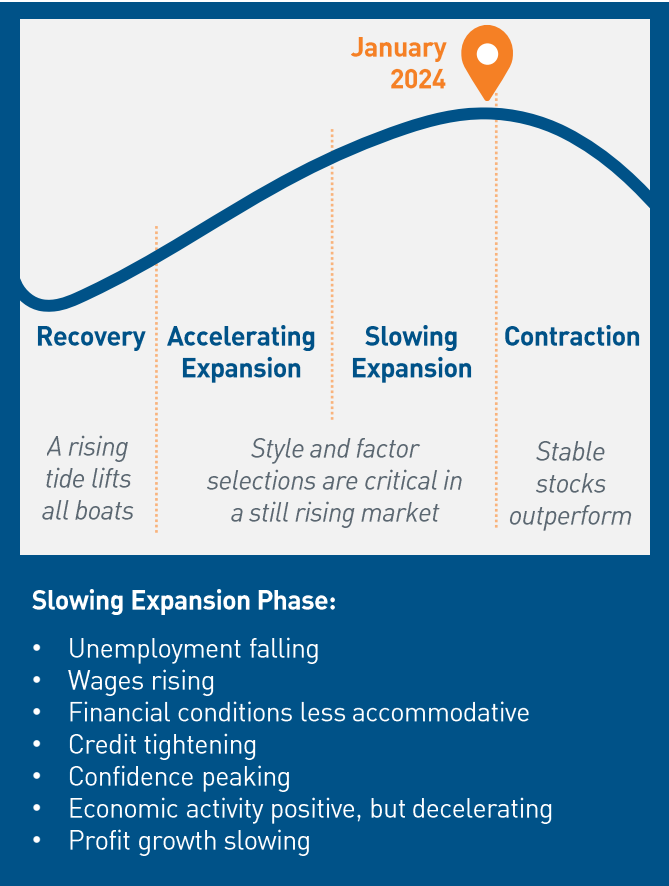 January
2024
Recovery
Accelerating
Expansion
Slowing
Expansion
Contraction
A rising
tide lifts
all boats
Style and factor
selections are critical in
a still rising market
Stable
stocks
outperform
Slowing Expansion Phase:
• Unemployment falling
• Wages rising
• Financial conditions less accommodative
• Credit tightening
• Confidence peaking
• Economic activity positive, but decelerating
• Profit growth slowing